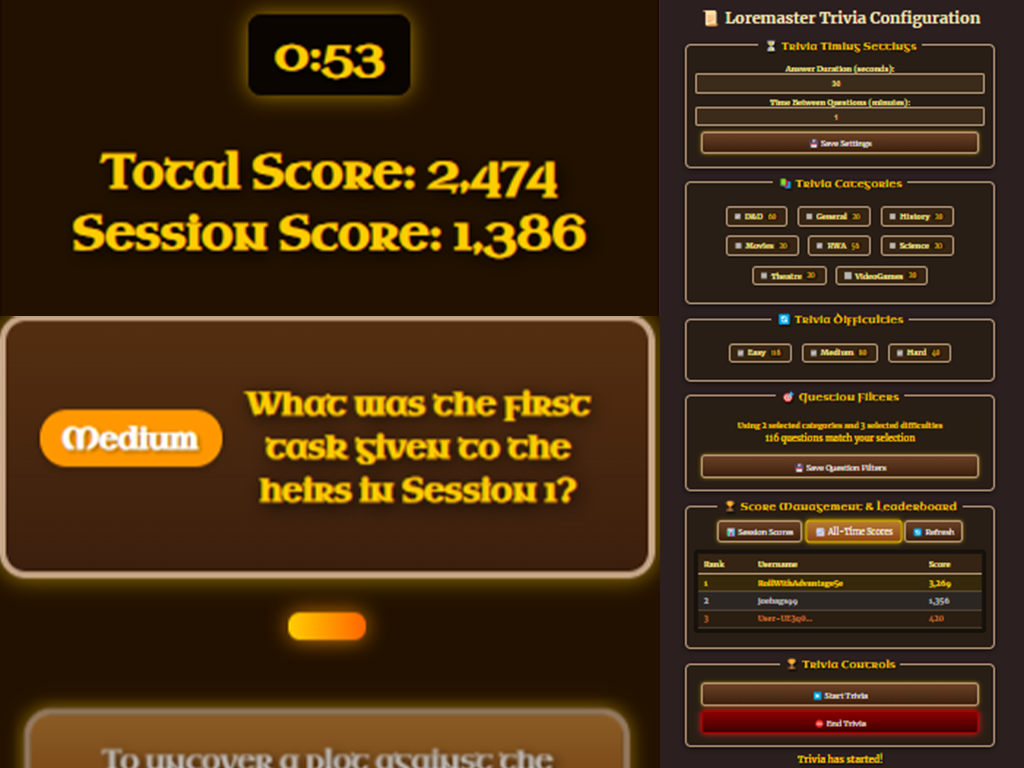 0:53
Total Score: 2,474
Session Score: 1,386
Medium
What was the first
task given to the
heirs in Session 1?
To uncover a plot against the
Loremaster Trivia Configuration
Trivia Timing Settings
Answer Duration (seconds):
30
Time Between Questions (minutes):
1
Save Settings
Trivia Categories
D&D 60 General 20 History 20
Movies 20 RWA 56 Science 20
Theatre 20 VideoGames 20
Trivia Difficulties
Easy 116 Medium 80 Hard 40
Question Filters
Using 2 selected categories and 3 selected difficulties
116 questions match your selection
Save Question Filters
Score Management & Leaderboard
Session Scores All-Time Scores Refresh
Rank Username Score
1 RollWithAdvantage5e 3,269
2 joebags99 1,356
3 420
Trivia Controls
Start Trivia
End Trivia
Trivia has started!